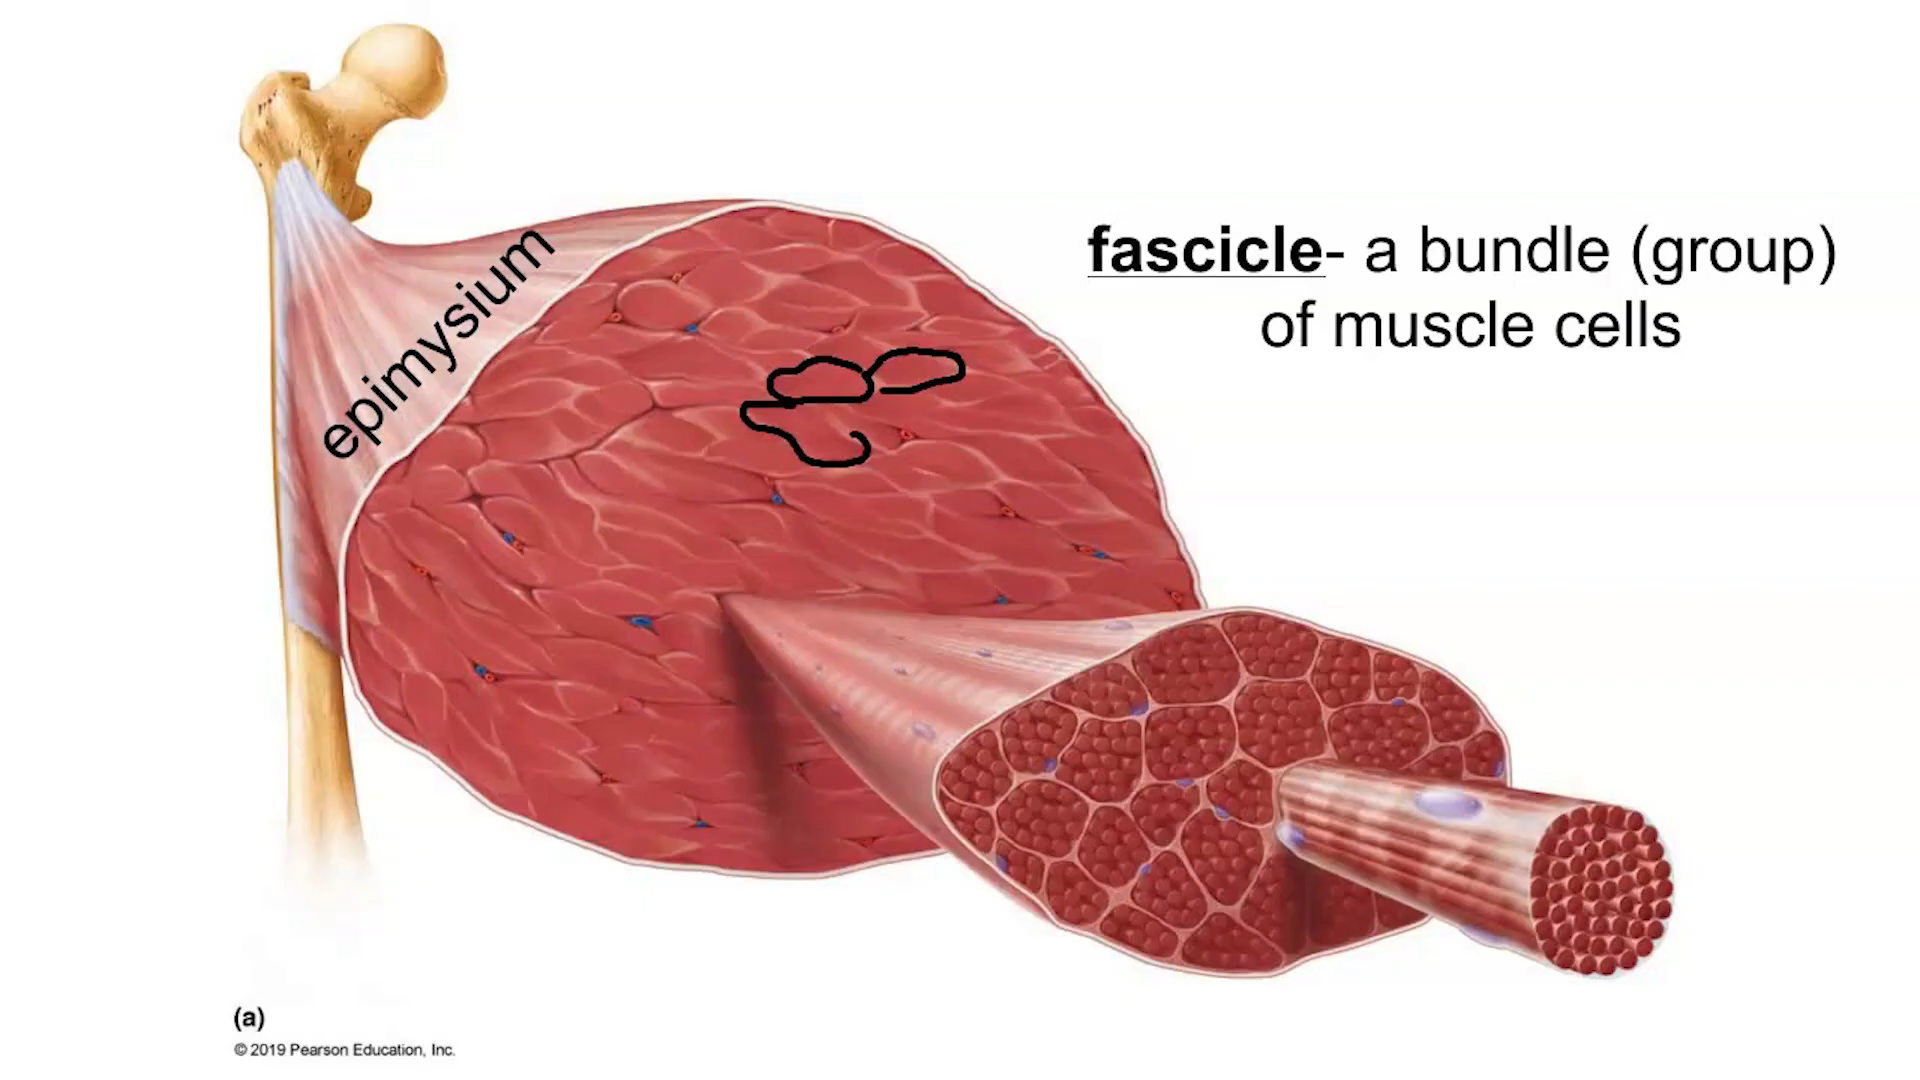 epimysium
fascicle- a bundle (group)
of muscle cells
(a)
© 2019 Pearson Education, Inc.